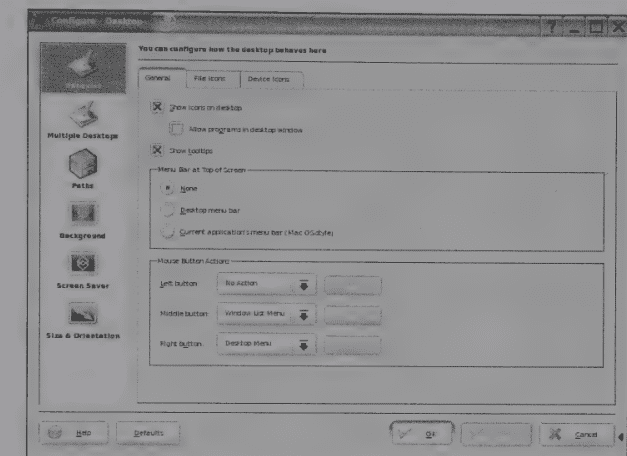 Configure - Desktop
You can configure how the desktop behaves here
General File Icons Device Icons
Behavior
Show icons on desktop
Allow programs in desktop window
Multiple Desktops
Show tooltips
Menu Bar at Top of Screen
Paths
None
Desktop menu bar
Background
Current application's menu bar (Mac OS-style)
Mouse Button Actions
Screen Saver
Left button: No Action
Middle button: Window List Menu
Size & Orientation
Right button: Desktop Menu
Help Defaults OK Cancel